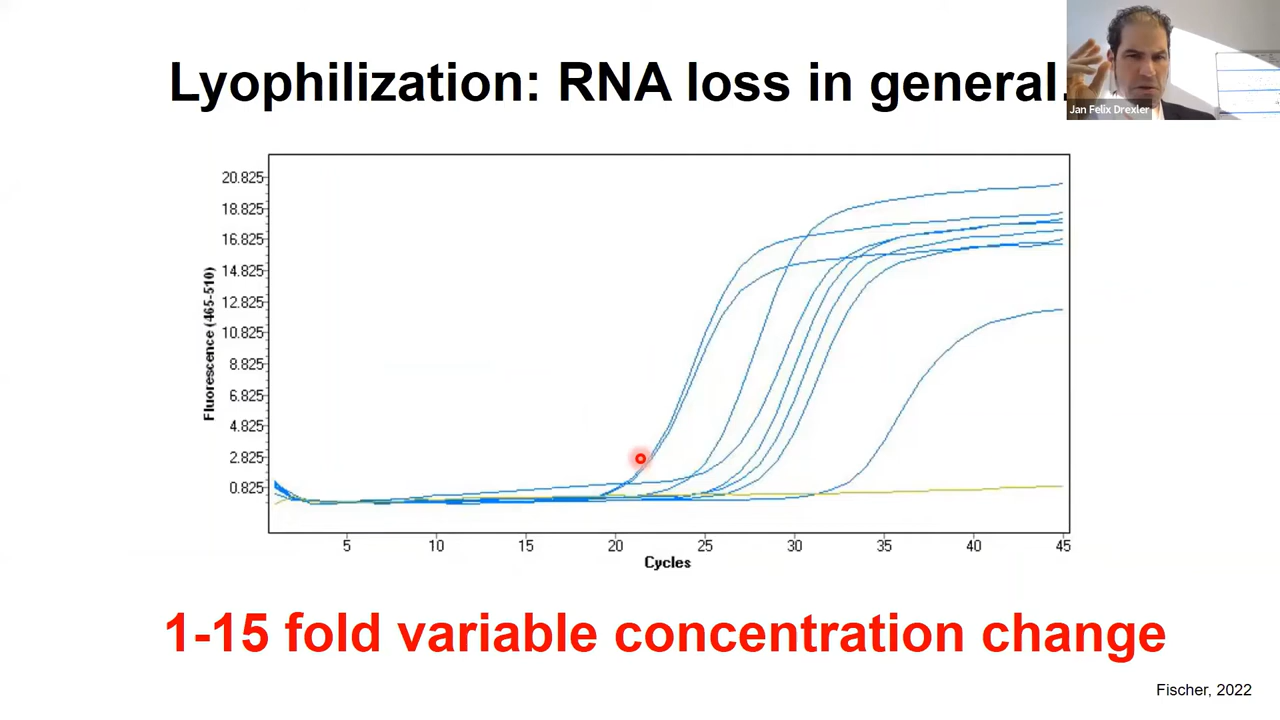 Lyophilization: RNA loss in general.
Jan Felix Drexler
20.825
18.825
16.825
14.825
12.825
10.825
8.825
6.825
4.825
2.825
0.825
Fluorescence (465-510)
5 10 15 20 25 30 35 40 45
Cycles
1-15 fold variable concentration change
Fischer, 2022